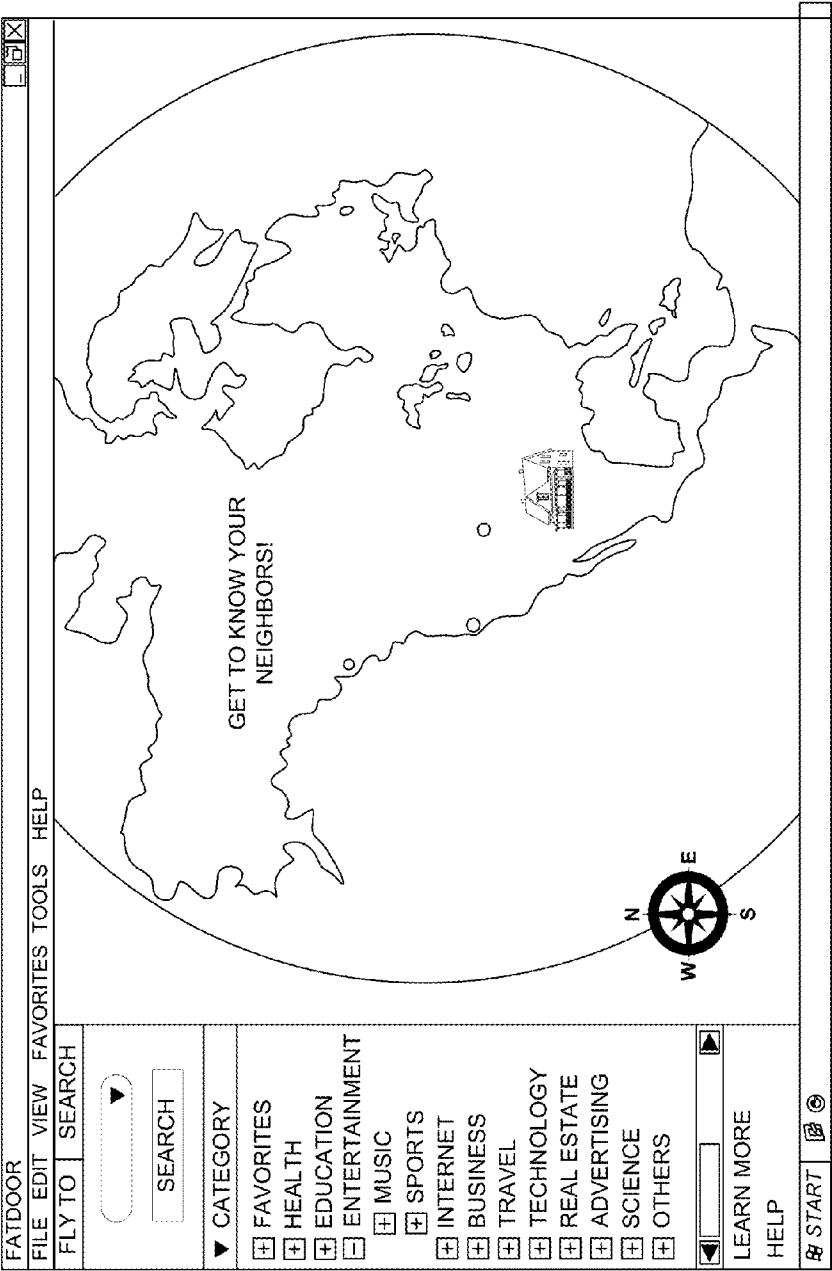 FATDOOR
FILE EDIT VIEW FAVORITES TOOLS HELP
FLY TO SEARCH
SEARCH
CATEGORY
FAVORITES
HEALTH
EDUCATION
ENTERTAINMENT
MUSIC
SPORTS
INTERNET
BUSINESS
TRAVEL
TECHNOLOGY
REAL ESTATE
ADVERTISING
SCIENCE
OTHERS
LEARN MORE
HELP
GET TO KNOW YOUR
NEIGHBORS!
N
W E
S
START